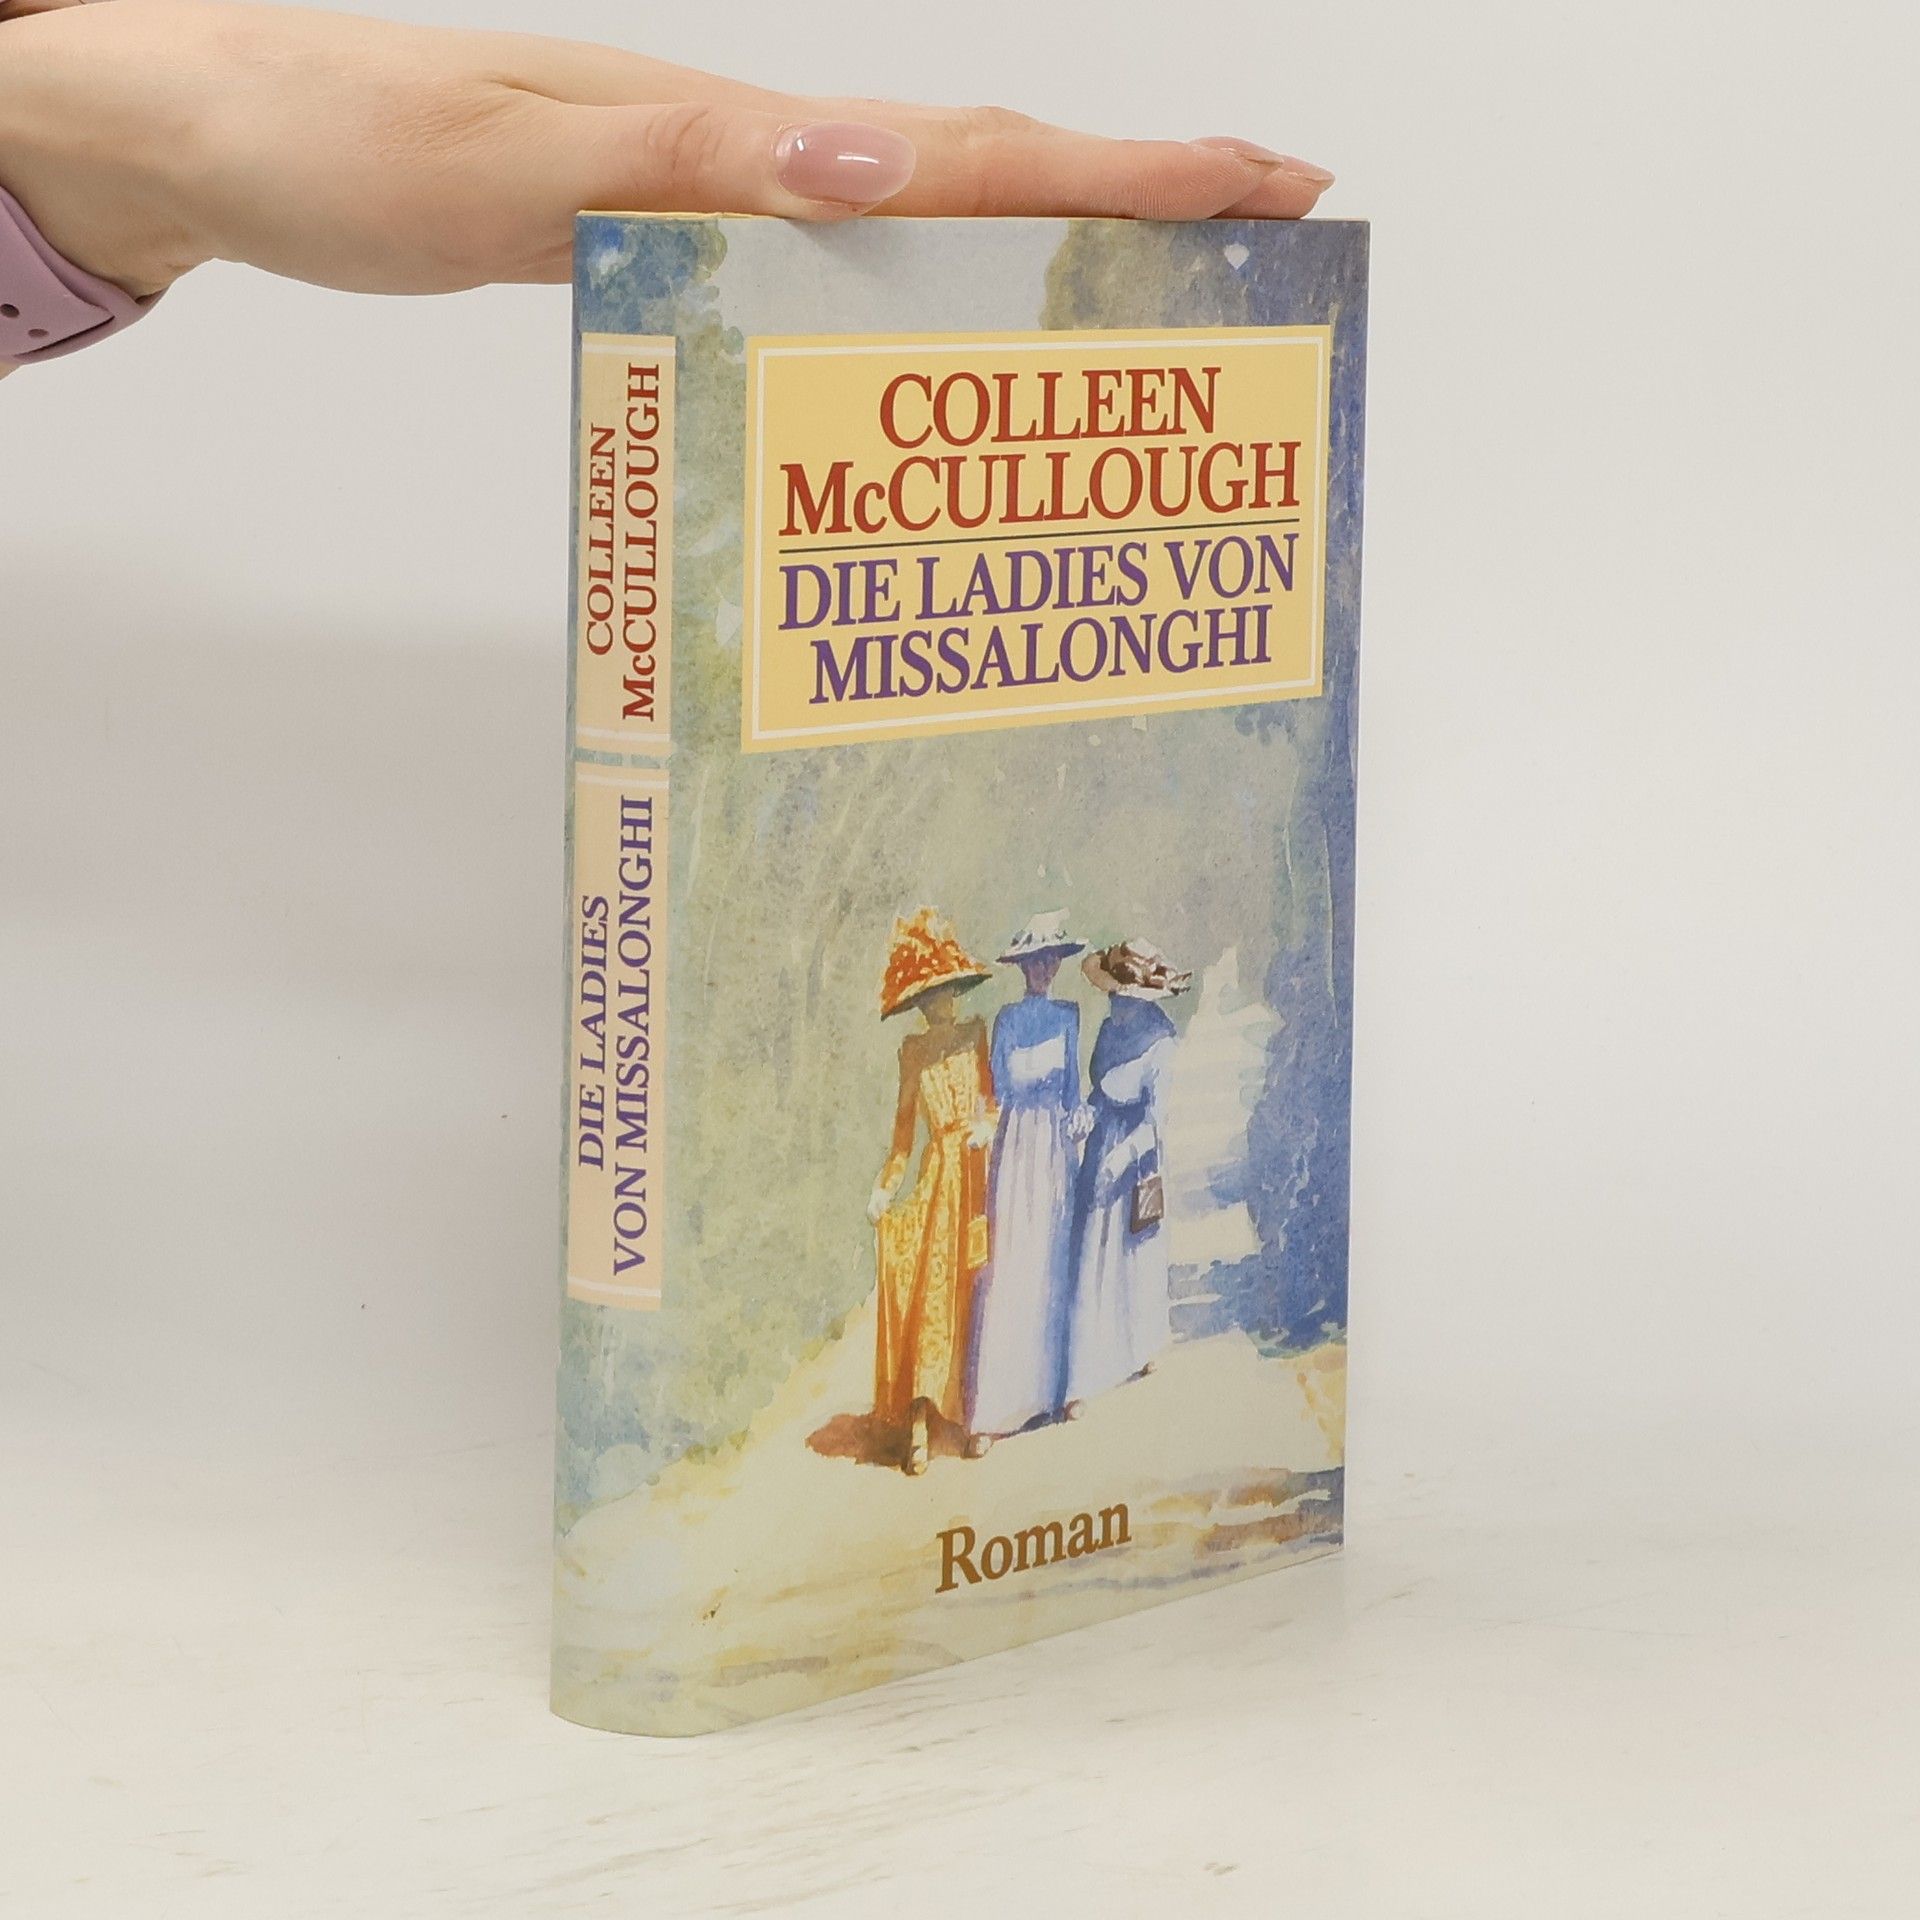 COLLEEN
McCULLOUGH
DIE LADIES
VON MISSALONGHI
COLLEEN
McCULLOUGH
DIE LADIES VON
MISSALONGHI
Roman